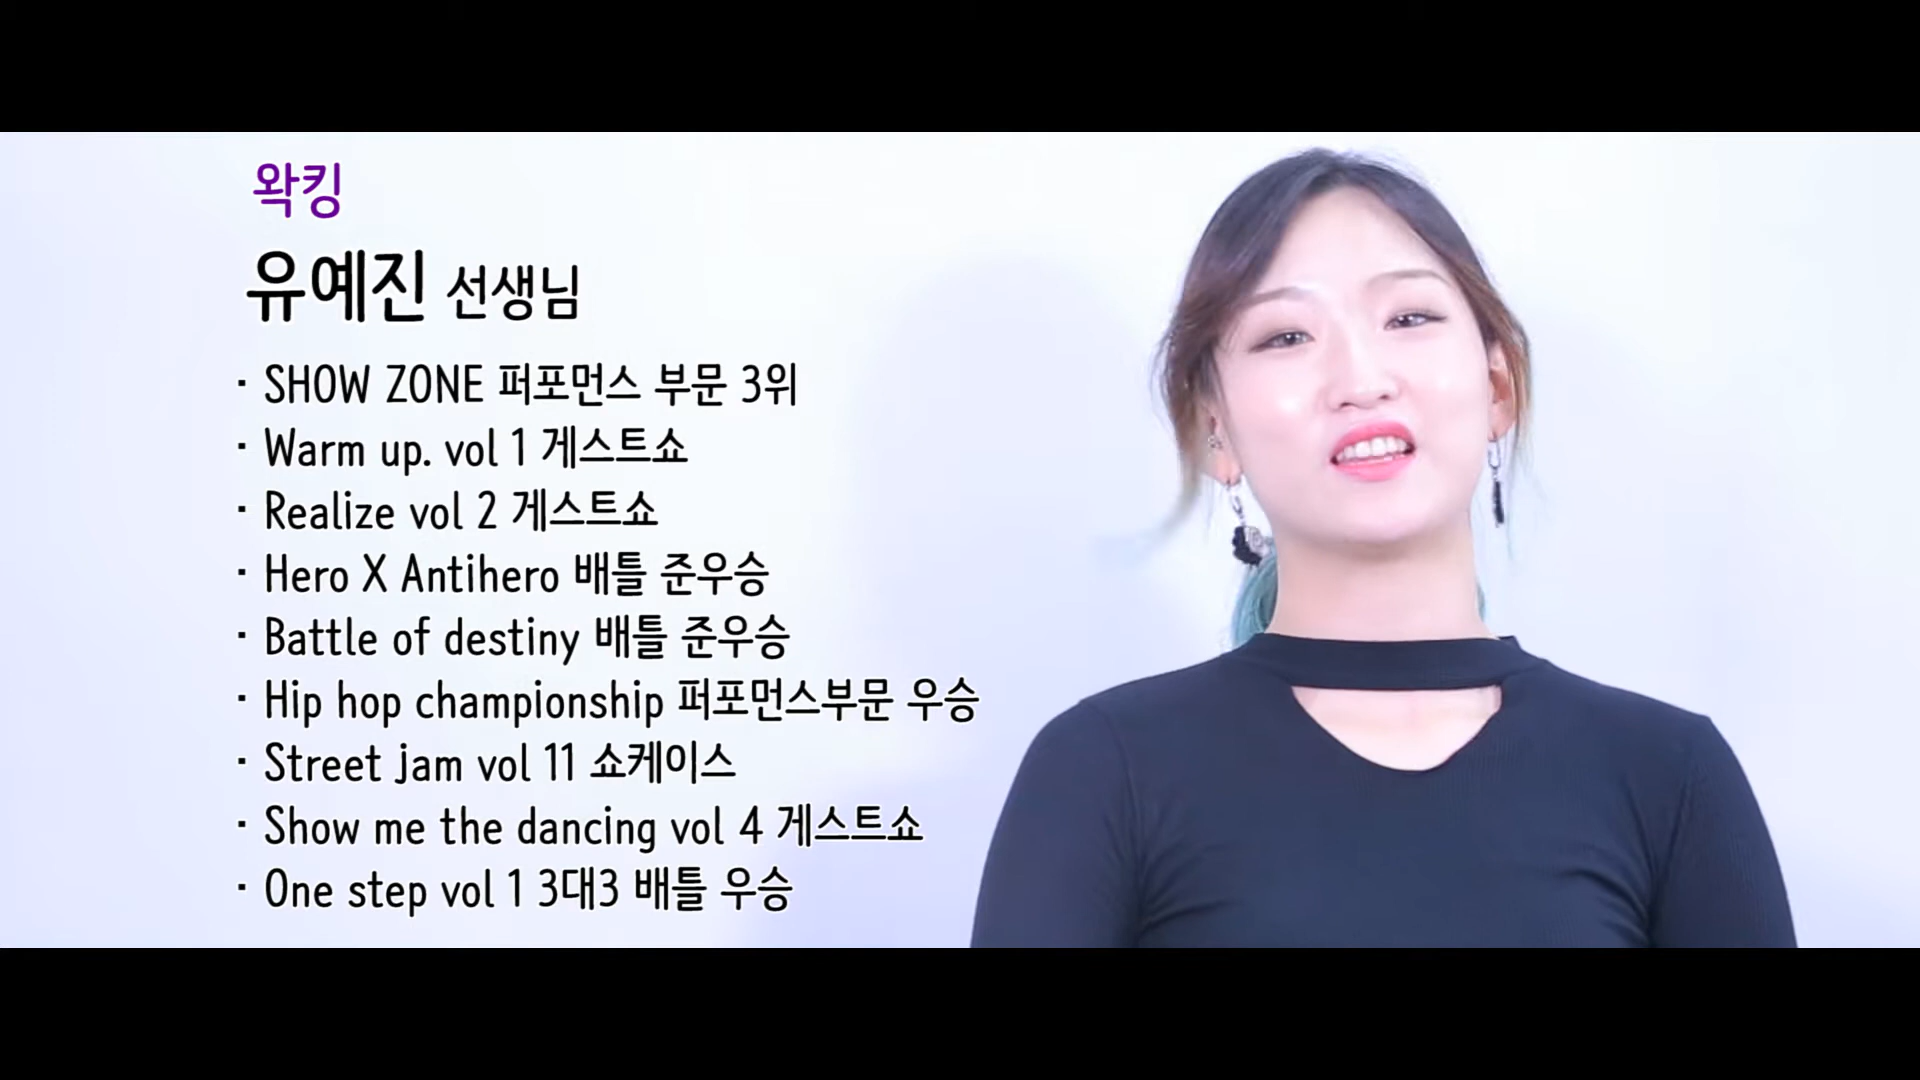 왁킹
유예진 선생님
· SHOW ZONE 퍼포먼스 부문 3위
· Warm up. vol 1 게스트쇼
· Realize vol 2 게스트쇼
· Hero X Antihero 배틀 준우승
· Battle of destiny 배틀 준우승
· Hip hop championship 퍼포먼스부문 우승
· Street jam vol 11 쇼케이스
· Show me the dancing vol 4 게스트쇼
· One step vol 1 3대3 배틀 우승